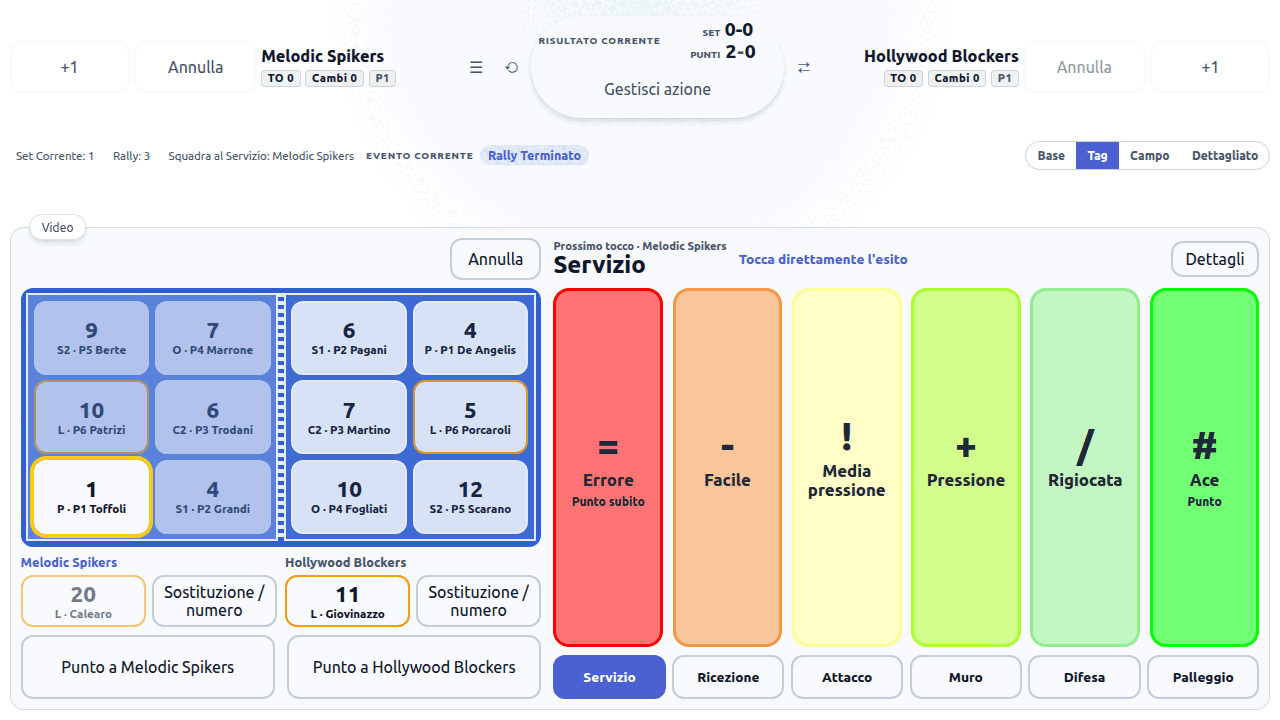 +1
Annulla
Melodic Spikers
TO 0 Cambi 0 P1
RISULTATO CORRENTE
SET 0-0
PUNTI 2-0
Gestisci azione
Hollywood Blockers
TO 0 Cambi 0 P1
Annulla
+1
Set Corrente: 1 Rally: 3 Squadra al Servizio: Melodic Spikers EVENTO CORRENTE Rally Terminato
Base Tag Campo Dettagliato
Video
Annulla
Prossimo tocco · Melodic Spikers
Servizio
Tocca direttamente l'esito
Dettagli
9
S2 · P5 Berte
7
O · P4 Marrone
6
S1 · P2 Pagani
4
P · P1 De Angelis
10
L · P6 Patrizi
6
C2 · P3 Trodani
7
C2 · P3 Martino
5
L · P6 Porcaroli
1
P · P1 Toffoli
4
S1 · P2 Grandi
10
O · P4 Fogliati
12
S2 · P5 Scarano
Melodic Spikers
Hollywood Blockers
20
L · Calearo
Sostituzione /
numero
11
L · Giovinazzo
Sostituzione /
numero
Punto a Melodic Spikers
Punto a Hollywood Blockers
=
Errore
Punto subito
-
Facile
!
Media
pressione
+
Pressione
/
Rigiocata
#
Ace
Punto
Servizio
Ricezione
Attacco
Muro
Difesa
Palleggio